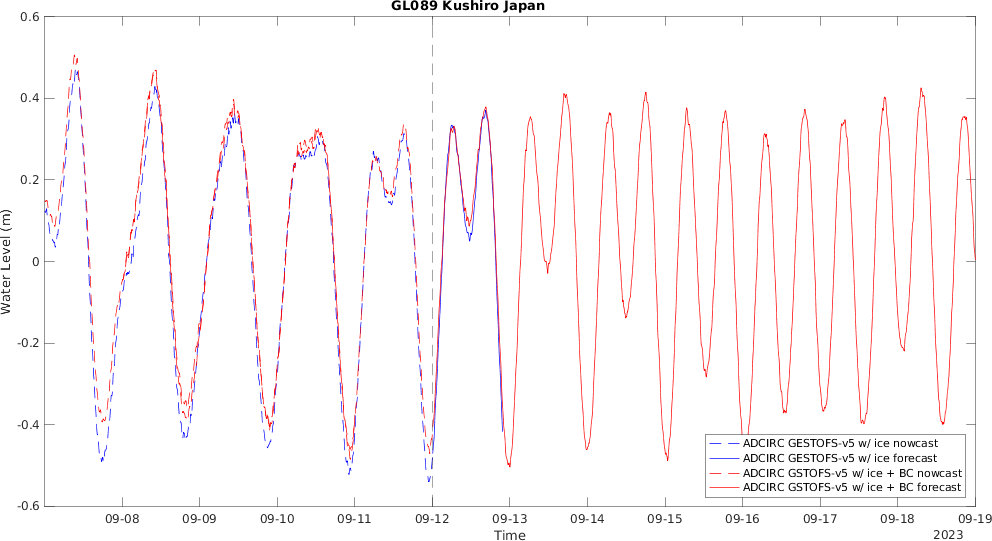 GL089 Kushiro Japan
0.6
0.4
0.2
0
-0.2
-0.4
-0.6
Water Level (m)
09-08
09-09
09-10
09-11
09-12
09-13
09-14
09-15
09-16
09-17
09-18
09-19
Time
2023
ADCIRC GESTOFS-v5 w/ ice nowcast
ADCIRC GESTOFS-v5 w/ ice forecast
ADCIRC GSTOFS-v5 w/ ice + BC nowcast
ADCIRC GSTOFS-v5 w/ ice + BC forecast